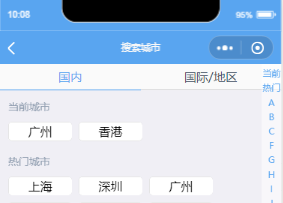 10:08 95%
搜索城市
国内 国际/地区
当前
热门
当前城市
A
B
广州 香港
C
F
热门城市
G
H
上海 深圳 广州
I